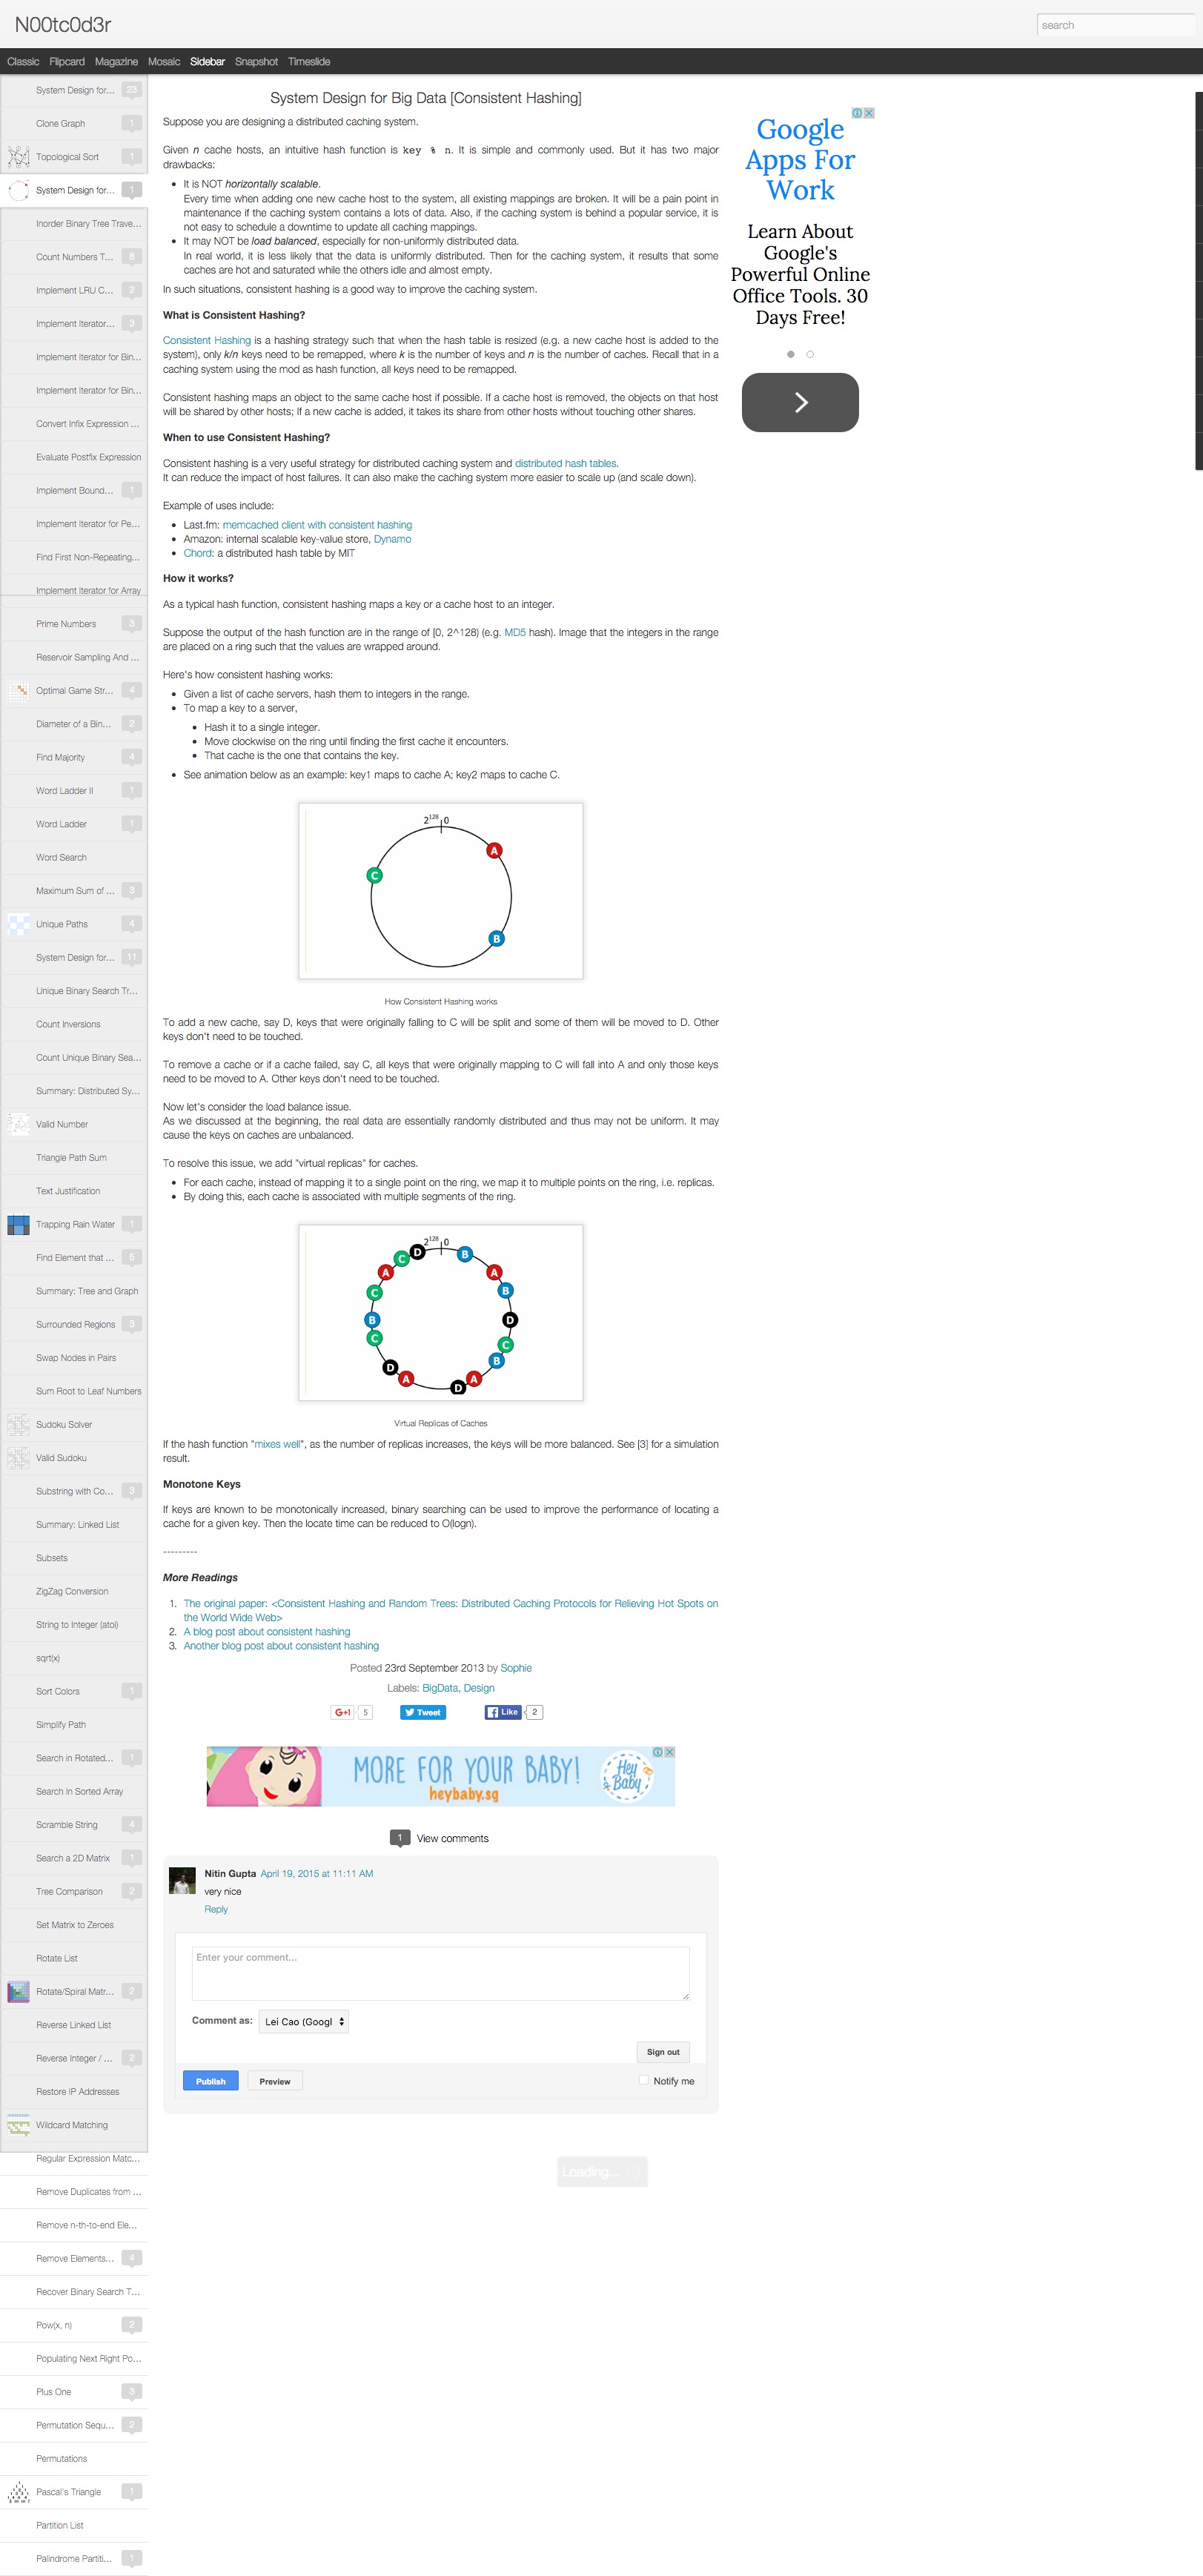 N00tc0d3r
search
Classic Flipcard Magazine Mosaic Sidebar Snapshot Timeslide
System Design for... 23
Clone Graph 1
Topological Sort 1
System Design for... 1
Inorder Binary Tree Trave...
Count Numbers T... 8
Implement LRU C... 2
Implement Iterator... 3
Implement Iterator for Bin...
Implement Iterator for Bin...
Convert Infix Expression ...
Evaluate Postfix Expression
Implement Bound... 1
Implement Iterator for Pe...
Find First Non-Repeating...
Implement Iterator for Array
Prime Numbers 3
Reservoir Sampling And ...
Optimal Game Str... 4
Diameter of a Bin... 2
Find Majority 4
Word Ladder II 1
Word Ladder 1
Word Search
Maximum Sum of ... 3
Unique Paths 4
System Design for... 11
Unique Binary Search Tr...
Count Inversions
Count Unique Binary Sea...
Summary: Distributed Sy...
Valid Number
Triangle Path Sum
Text Justification
Trapping Rain Water 1
Find Element that ... 5
Summary: Tree and Graph
Surrounded Regions 3
Swap Nodes in Pairs
Sum Root to Leaf Numbers
Sudoku Solver
Valid Sudoku
Substring with Co... 3
Summary: Linked List
Subsets
ZigZag Conversion
String to Integer (atoi)
sqrt(x)
Sort Colors 1
Simplify Path
Search in Rotated... 1
Search In Sorted Array
Scramble String 4
Search a 2D Matrix 1
Tree Comparison 2
Set Matrix to Zeroes
Rotate List
Rotate/Spiral Matr... 2
Reverse Linked List
Reverse Integer / ... 2
Restore IP Addresses
Wildcard Matching
Regular Expression Matc...
Remove Duplicates from ...
Remove n-th-to-end Ele...
Remove Elements... 4
Recover Binary Search T...
Pow(x, n) 2
Populating Next Right Po...
Plus One 3
Permutation Sequ... 2
Permutations
Pascal's Triangle 1
Partition List
Palindrome Partiti... 1
System Design for Big Data [Consistent Hashing]
Suppose you are designing a distributed caching system.
Given n cache hosts, an intuitive hash function is key % n. It is simple and commonly used. But it has two major
drawbacks:
• It is NOT horizontally scalable.
Every time when adding one new cache host to the system, all existing mappings are broken. It will be a pain point in
maintenance if the caching system contains a lots of data. Also, if the caching system is behind a popular service, it is
not easy to schedule a downtime to update all caching mappings.
• It may NOT be load balanced, especially for non-uniformly distributed data.
In real world, it is less likely that the data is uniformly distributed. Then for the caching system, it results that some
caches are hot and saturated while the others idle and almost empty.
In such situations, consistent hashing is a good way to improve the caching system.
What is Consistent Hashing?
Consistent Hashing is a hashing strategy such that when the hash table is resized (e.g. a new cache host is added to the
system), only k/n keys need to be remapped, where k is the number of keys and n is the number of caches. Recall that in a
caching system using the mod as hash function, all keys need to be remapped.
Consistent hashing maps an object to the same cache host if possible. If a cache host is removed, the objects on that host
will be shared by other hosts; If a new cache is added, it takes its share from other hosts without touching other shares.
When to use Consistent Hashing?
Consistent hashing is a very useful strategy for distributed caching system and distributed hash tables.
It can reduce the impact of host failures. It can also make the caching system more easier to scale up (and scale down).
Example of uses include:
• Last.fm: memcached client with consistent hashing
• Amazon: internal scalable key-value store, Dynamo
• Chord: a distributed hash table by MIT
How it works?
As a typical hash function, consistent hashing maps a key or a cache host to an integer.
Suppose the output of the hash function are in the range of [0, 2^128) (e.g. MD5 hash). Image that the integers in the range
are placed on a ring such that the values are wrapped around.
Here's how consistent hashing works:
• Given a list of cache servers, hash them to integers in the range.
• To map a key to a server,
• Hash it to a single integer.
• Move clockwise on the ring until finding the first cache it encounters.
• That cache is the one that contains the key.
• See animation below as an example: key1 maps to cache A; key2 maps to cache C.
2^128 0
A
C
B
How Consistent Hashing works
To add a new cache, say D, keys that were originally falling to C will be split and some of them will be moved to D. Other
keys don't need to be touched.
To remove a cache or if a cache failed, say C, all keys that were originally mapping to C will fall into A and only those keys
need to be moved to A. Other keys don't need to be touched.
Now let's consider the load balance issue.
As we discussed at the beginning, the real data are essentially randomly distributed and thus may not be uniform. It may
cause the keys on caches are unbalanced.
To resolve this issue, we add "virtual replicas" for caches.
• For each cache, instead of mapping it to a single point on the ring, we map it to multiple points on the ring, i.e. replicas.
• By doing this, each cache is associated with multiple segments of the ring.
2^128 0
D B
C
A A
C B
B D
C C
B
D
A A
D
Virtual Replicas of Caches
If the hash function "mixes well", as the number of replicas increases, the keys will be more balanced. See [3] for a simulation
result.
Monotone Keys
If keys are known to be monotonically increased, binary searching can be used to improve the performance of locating a
cache for a given key. Then the locate time can be reduced to O(logn).
---------
More Readings
1. The original paper: <Consistent Hashing and Random Trees: Distributed Caching Protocols for Relieving Hot Spots on
the World Wide Web>
2. A blog post about consistent hashing
3. Another blog post about consistent hashing
Posted 23rd September 2013 by Sophie
Labels: BigData, Design
G+1 5 Tweet Like 2
MORE FOR YOUR BABY!
heybaby.sg
Hey Baby
1 View comments
Nitin Gupta April 19, 2015 at 11:11 AM
very nice
Reply
Enter your comment...
Comment as: Lei Cao (Googl
Sign out
Publish Preview Notify me
Loading...
Google
Apps For
Work
Learn About
Google's
Powerful Online
Office Tools. 30
Days Free!